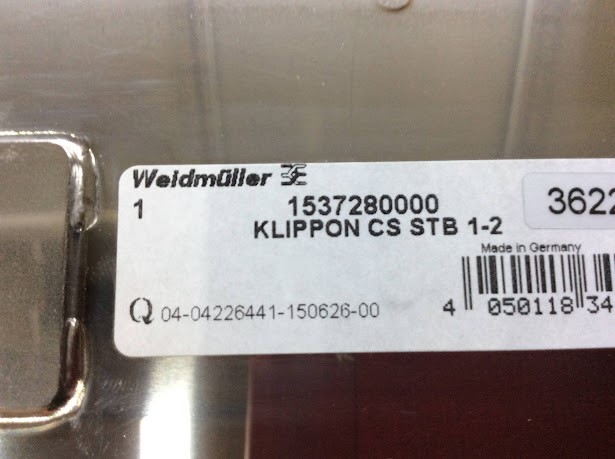 Weidmüller
1
1537280000
KLIPPON CS STB 1-2
3622
Made in Germany
Q 04-04226441-150626-00
4 050118 34